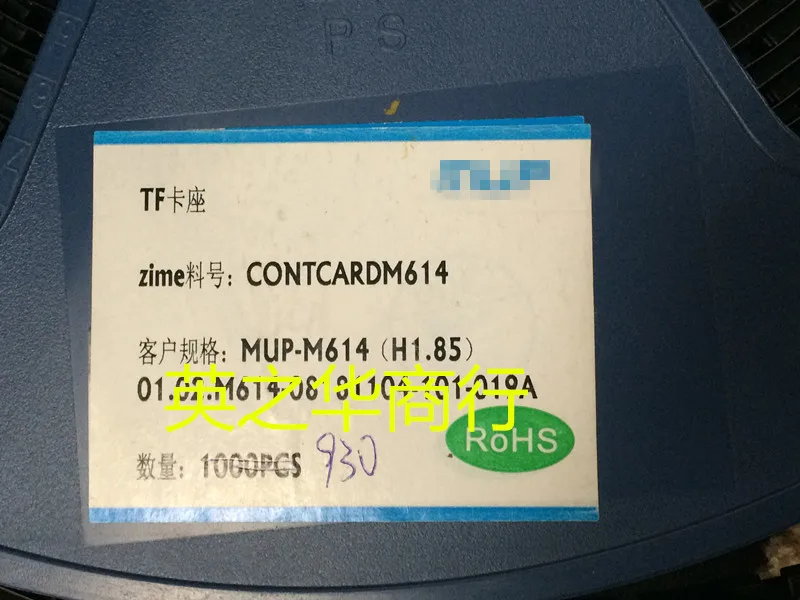 PS
TF卡座
zime料号: CONTCARDM614
客户规格: MUP-M614 (H1.85)
英之华商行
数量: 1000PCS 930
RoHS